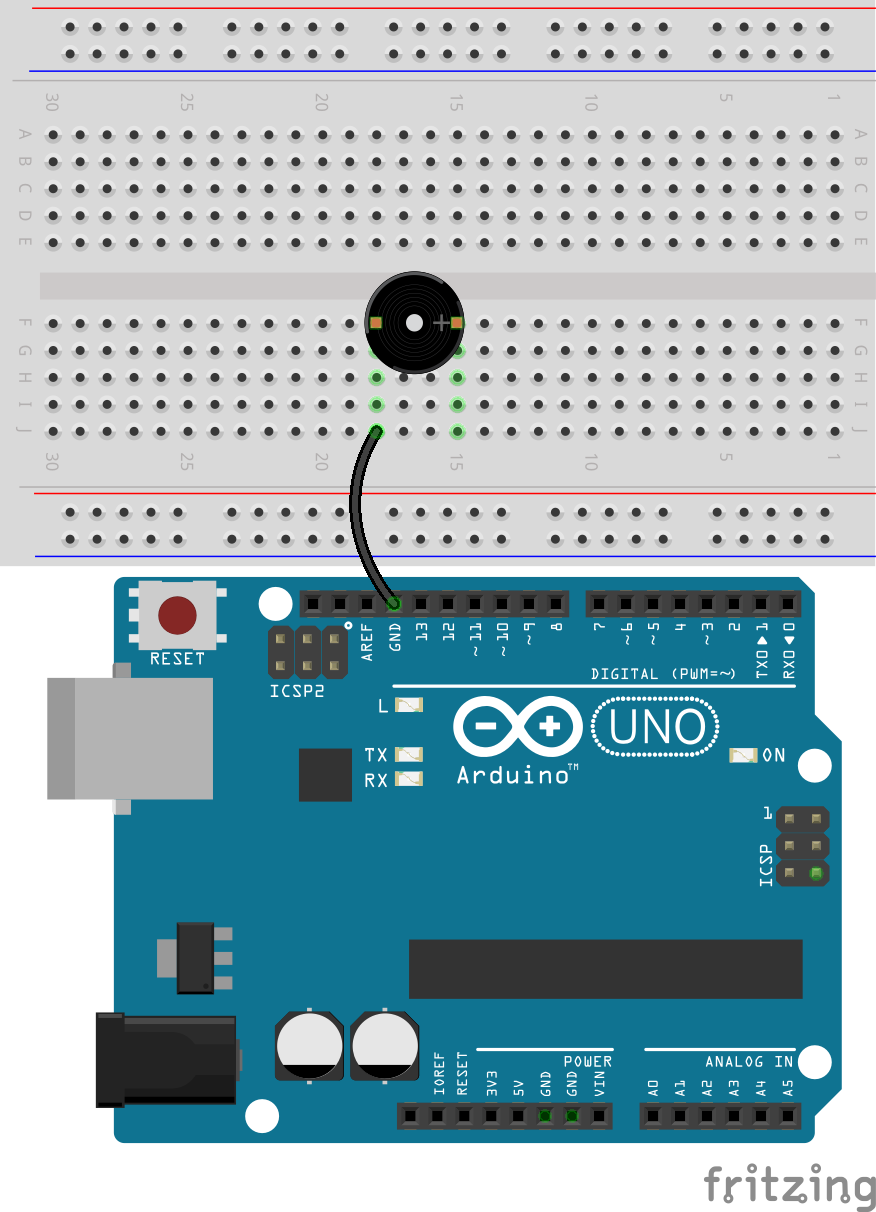 30 25 20 15 10 5 1
A A
B B
C C
D D
E E
F F
G G
H H
I I
J J
30 25 20 15 10 5 1
RESET
ICSP2
AREF
GND
13
12
~11
~10
~9
8
7
~6
~5
4
~3
2
TX0▶1
RX0◀0
DIGITAL (PWM=~)
L
TX
RX
UNO
Arduino™
ON
1
ICSP
IOREF
RESET
3V3
5V
GND
GND
VIN
POWER
ANALOG IN
A0
A1
A2
A3
A4
A5
fritzing